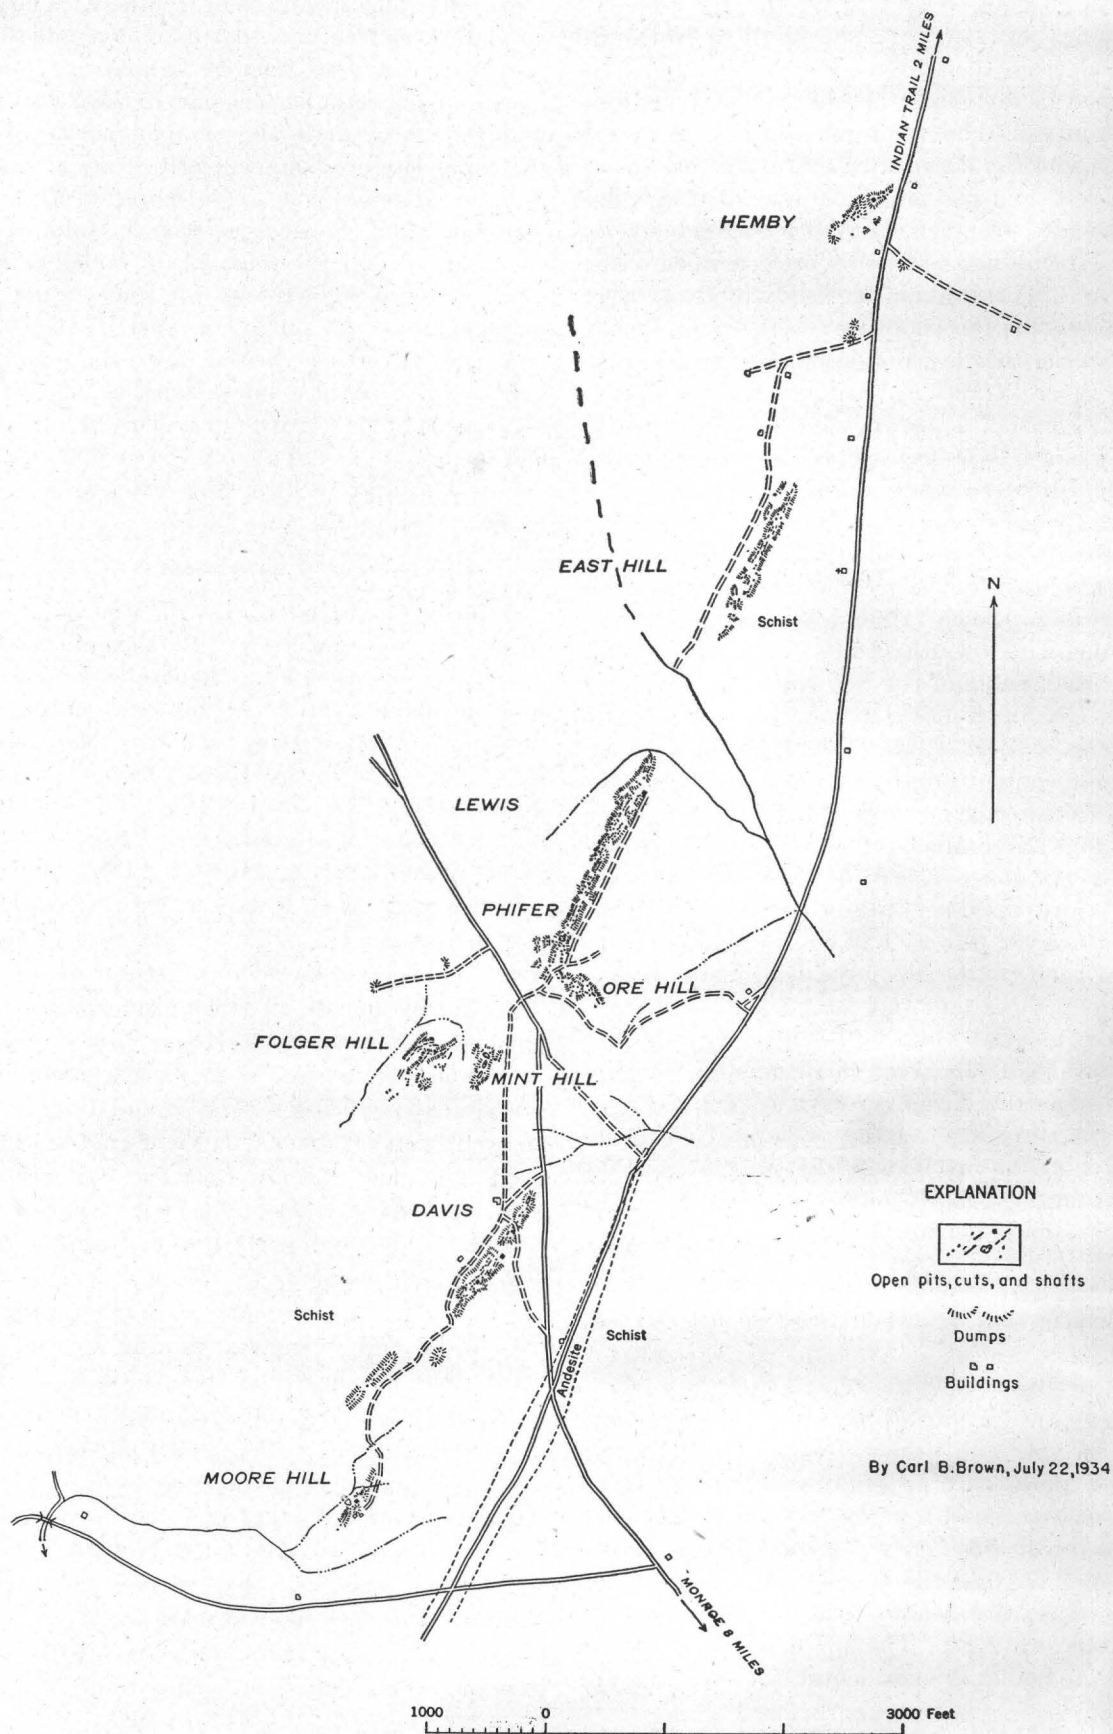 INDIAN TRAIL 2 MILES
HEMBY
EAST HILL
Schist
N
LEWIS
PHIFER
ORE HILL
FOLGER HILL
MINT HILL
DAVIS
EXPLANATION
Open pits, cuts, and shafts
Dumps
Buildings
Schist
Schist
Andesite
MOORE HILL
By Carl B. Brown, July 22, 1934
MONROE 8 MILES
1000 0 3000 Feet